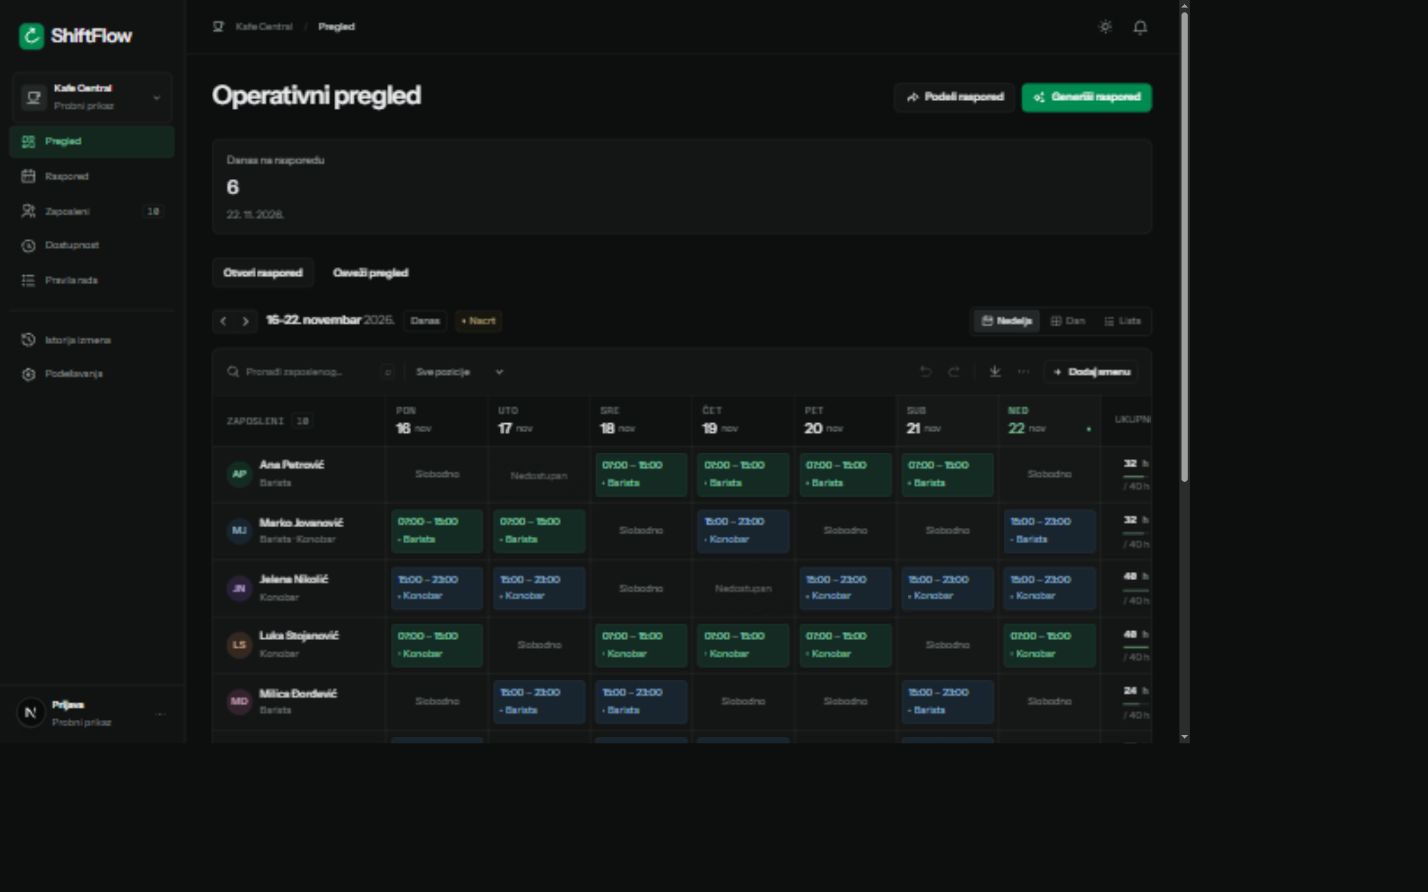 ShiftFlow
Kafe Central
Probni prikaz
Pregled
Raspored
Zaposleni 10
Dostupnost
Pravila rada
Istorija izmena
Podešavanja
Prijava
Probni prikaz
Kafe Central / Pregled
Operativni pregled
Podeli raspored
Generiši raspored
Danas na rasporedu
6
22. 11. 2026.
Otvori raspored
Osveži pregled
16–22. novembar 2026.
Danas
Nacrt
Nedelja
Dan
Lista
Pronađi zaposlenog...
Sve pozicije
+ Dodaj smenu
ZAPOSLENI 10
PON
16 nov
UTO
17 nov
SRE
18 nov
ČET
19 nov
PET
20 nov
SUB
21 nov
NED
22 nov
UKUPN
AP
Ana Petrović
Barista
Slobodno
Nedostupan
07:00 – 15:00
Barista
07:00 – 15:00
Barista
07:00 – 15:00
Barista
07:00 – 15:00
Barista
Slobodno
32 h
/ 40 h
MJ
Marko Jovanović
Barista · Konobar
07:00 – 15:00
Barista
07:00 – 15:00
Barista
Slobodno
15:00 – 23:00
Konobar
Slobodno
Slobodno
15:00 – 23:00
Barista
32 h
/ 40 h
JN
Jelena Nikolić
Konobar
15:00 – 23:00
Konobar
15:00 – 23:00
Konobar
Slobodno
Nedostupan
15:00 – 23:00
Konobar
15:00 – 23:00
Konobar
15:00 – 23:00
Konobar
40 h
/ 40 h
LS
Luka Stojanović
Konobar
07:00 – 15:00
Konobar
Slobodno
07:00 – 15:00
Konobar
07:00 – 15:00
Konobar
07:00 – 15:00
Konobar
Slobodno
07:00 – 15:00
Konobar
40 h
/ 40 h
MD
Milica Đorđević
Barista
Slobodno
15:00 – 23:00
Barista
15:00 – 23:00
Barista
Slobodno
Slobodno
15:00 – 23:00
Barista
Slobodno
24 h
/ 40 h